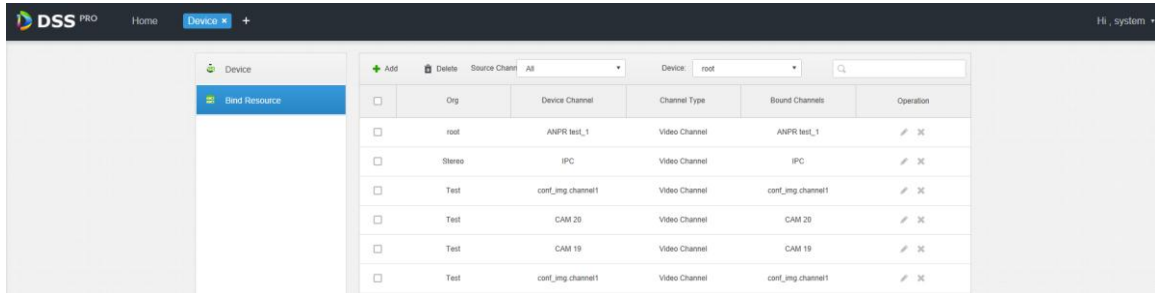 DSS PRO Home Device × + Hi , system
Device
Bind Resource
Add Delete Source Chann All Device: root
Org Device Channel Channel Type Bound Channels Operation
root ANPR test_1 Video Channel ANPR test_1
Stereo IPC Video Channel IPC
Test conf_img.channel1 Video Channel conf_img.channel1
Test CAM 20 Video Channel CAM 20
Test CAM 19 Video Channel CAM 19
Test conf_img.channel1 Video Channel conf_img.channel1